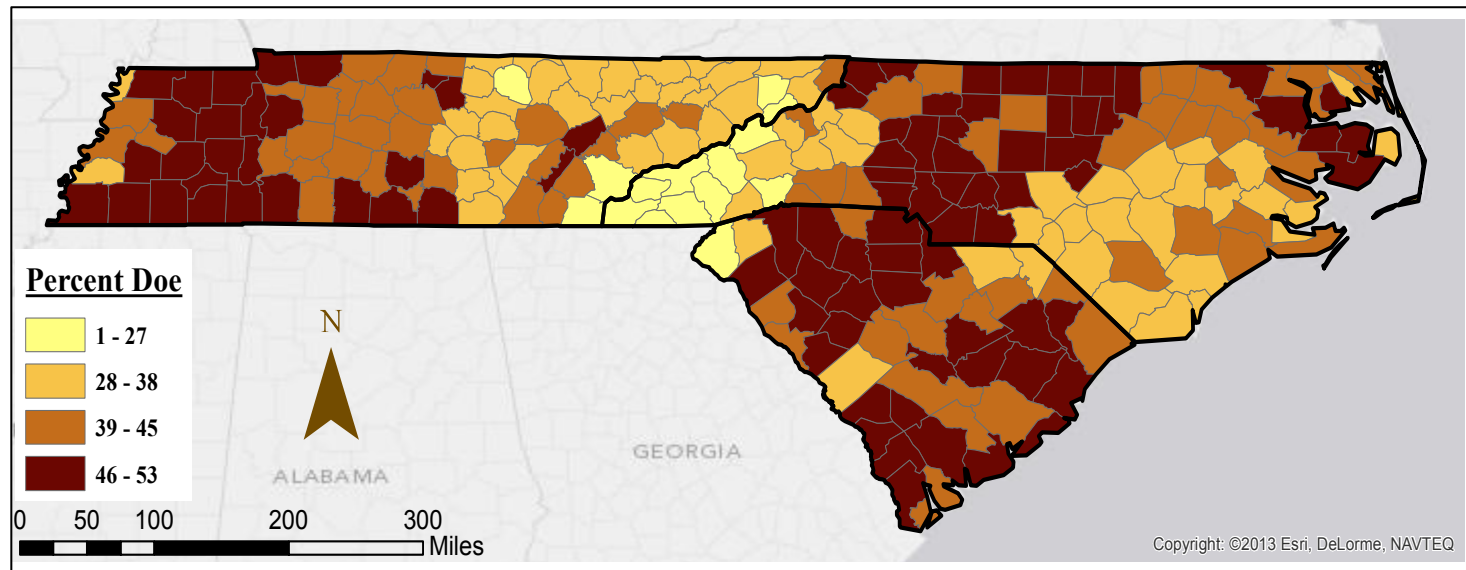 Percent Doe
1 - 27
28 - 38
39 - 45
46 - 53
N
GEORGIA
ALABAMA
0 50 100 200 300
Miles
Copyright: ©2013 Esri, DeLorme, NAVTEQ